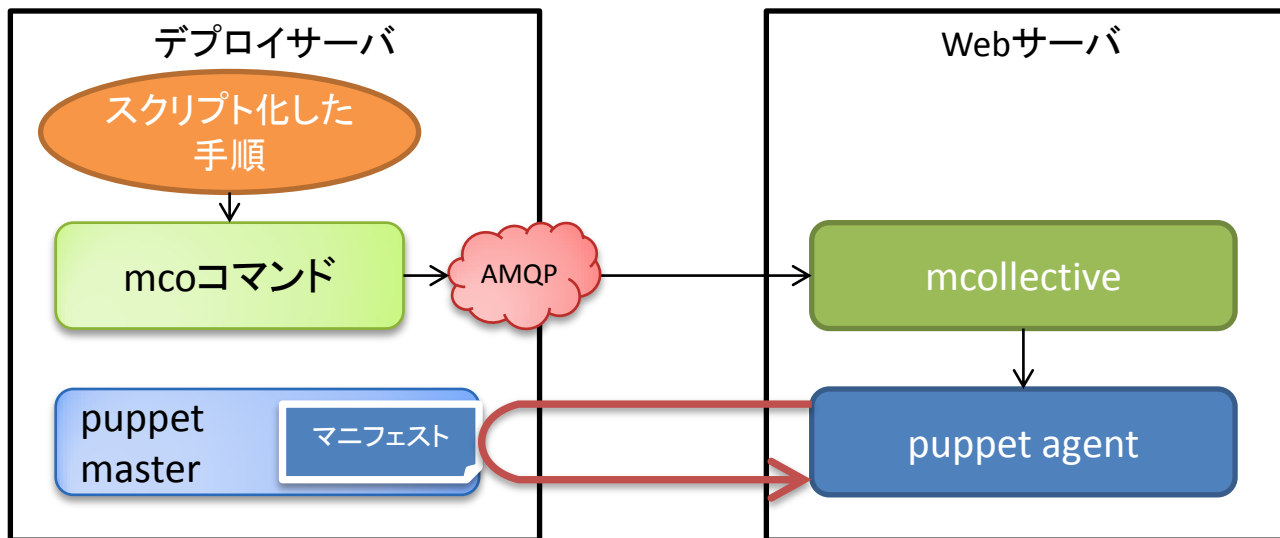 デプロイサーバ
スクリプト化した
手順
mcoコマンド
AMQP
puppet
master
マニフェスト
Webサーバ
mcollective
puppet agent